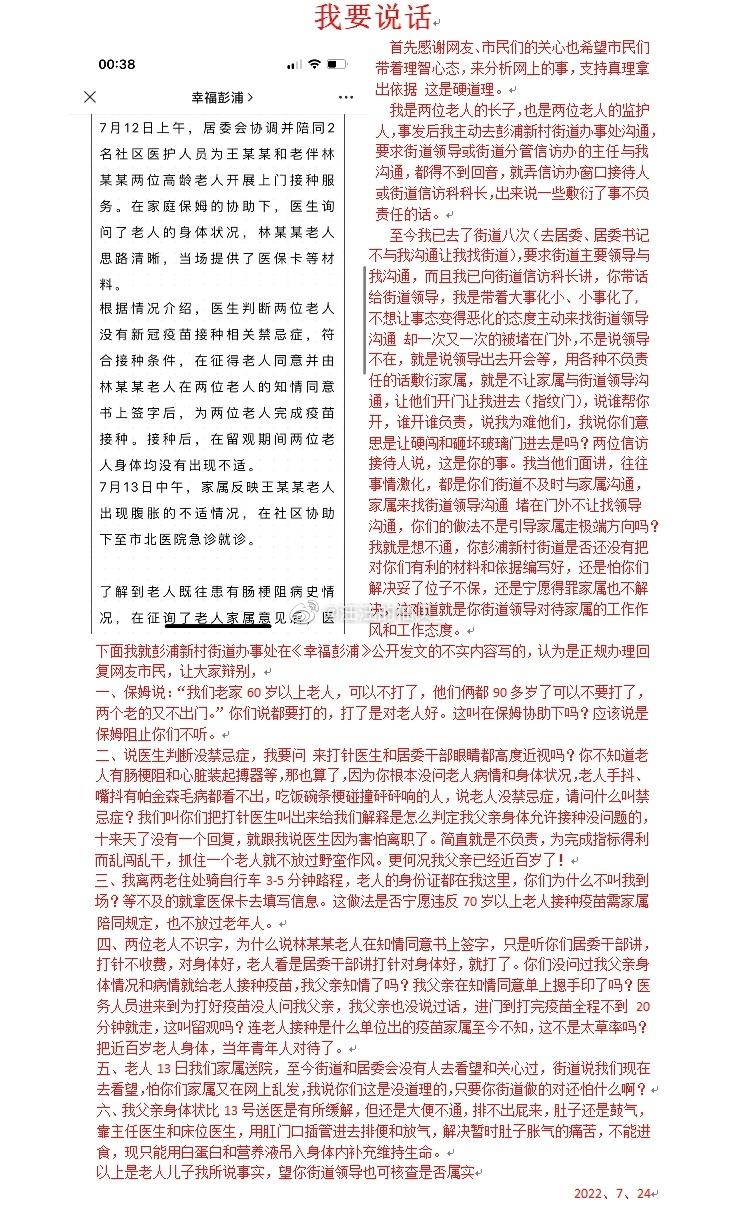 我要说话
00:38
幸福彭浦
7月12日上午，居委会协调并陪同2
名社区医护人员为王某某和老伴林
某某两位高龄老人开展上门接种服
务。在家庭保姆的协助下，医生询
问了老人的身体状况，林某某老人
思路清晰，当场提供了医保卡等材
料。
根据情况介绍，医生判断两位老人
没有新冠疫苗接种相关禁忌症，符
合接种条件，在征得老人同意并由
林某某老人在两位老人的知情同意
书上签字后，为两位老人完成疫苗
接种。接种后，在留观期间两位老
人身体均没有出现不适。
7月13日中午，家属反映王某某老人
出现腹胀的不适情况，在社区协助
下至市北医院急诊就诊。
了解到老人既往患有肠梗阻病史情
况，在征询了老人家属意见后，医
首先感谢网友、市民们的关心也希望市民们
带着理智心态，来分析网上的事，支持真理拿
出依据 这是硬道理。
我是两位老人的长子，也是两位老人的监护
人，事发后我主动去彭浦新村街道办事处沟通，
要求街道领导或街道分管信访办的主任与我
沟通，都得不到回音，就弄信访办窗口接待人
或街道信访科科长，出来说一些敷衍了事不负
责任的话。
至今我已去了街道八次（去居委、居委书记
不与我沟通让我找街道），要求街道主要领导与
我沟通，而且我已向街道信访科长讲，你带话
给街道领导，我是带着大事化小、小事化了，
不想让事态变得恶化的态度主动来找街道领导
沟通 却一次又一次的被堵在门外，不是说领导
不在，就是说领导出去开会等，用各种不负责
任的话敷衍家属，就是不让家属与街道领导沟
通，让他们开门让我进去（指纹门），说谁帮你
开，谁开谁负责，说我为难他们，我说你们意
思是让硬闯和砸坏玻璃门进去是吗？两位信访
接待人说，这是你的事。我当他们面讲，往往
事情激化，都是你们街道不及时与家属沟通，
家属来找街道领导沟通 堵在门外不让找领导
沟通，你们的做法不是引导家属走极端方向吗？
我就是想不通，你彭浦新村街道是否还没有把
对你们有利的材料和依据编写好，还是怕你们
解决妥了位子不保，还是宁愿得罪家属也不解
决，这难道就是你街道领导对待家属的工作作
风和工作态度。
下面我就彭浦新村街道办事处在《幸福彭浦》公开发文的不实内容写的，认为是正规办理回
复网友市民，让大家辩别，
一、保姆说：“我们老家 60 岁以上老人，可以不打了，他们俩都 90 多岁了可以不要打了，
两个老的又不出门。”你们说都要打的，打了是对老人好。这叫在保姆协助下吗？应该说是
保姆阻止你们不听。
二、说医生判断没禁忌症，我要问 来打针医生和居委干部眼睛都高度近视吗？你不知道老
人有肠梗阻和心脏装起搏器等，那也算了，因为你根本没问老人病情和身体状况，老人手抖、
嘴抖有帕金森毛病都看不出，吃饭碗条梗碰撞砰砰响的人，说老人没禁忌症，请问什么叫禁
忌症？我们叫你们把打针医生叫出来给我们解释是怎么判定我父亲身体允许接种没问题的，
十来天了没有一个回复，就跟我说医生因为害怕离职了。简直就是不负责，为完成指标得利
而乱闯乱干，抓住一个老人就不放过野蛮作风。更何况我父亲已经近百岁了！
三、我离两老住处骑自行车 3-5 分钟路程，老人的身份证都在我这里，你们为什么不叫我到
场？等不及的就拿医保卡去填写信息。这做法是否宁愿违反 70 岁以上老人接种疫苗需家属
陪同规定，也不放过老年人。
四、两位老人不识字，为什么说林某某老人在知情同意书上签字，只是听你们居委干部讲，
打针不收费，对身体好，老人看是居委干部讲打针对身体好，就打了。你们没问过我父亲身
体情况和病情就给老人接种疫苗，我父亲知情了吗？我父亲在知情同意单上摁手印了吗？医
务人员进来到为打好疫苗没人问我父亲，我父亲也没说过话，进门到打完疫苗全程不到 20
分钟就走，这叫留观吗？连老人接种是什么单位出的疫苗家属至今不知，这不是太草率吗？
把近百岁老人身体，当年青年人对待了。
五、老人 13 日我们家属送院，至今街道和居委会没有人去看望和关心过，街道说我们现在
去看望，怕你们家属又在网上乱发，我说你们这是没道理的，只要你街道做的对还怕什么啊？
六、我父亲身体状比 13 号送医是有所缓解，但还是大便不通，排不出屁来，肚子还是鼓气，
靠主任医生和床位医生，用肛门口插管进去排便和放气，解决暂时肚子胀气的痛苦，不能进
食，现只能用白蛋白和营养液吊入身体内补充维持生命。
以上是老人儿子我所说事实，望你街道领导也可核查是否属实
2022、7、24